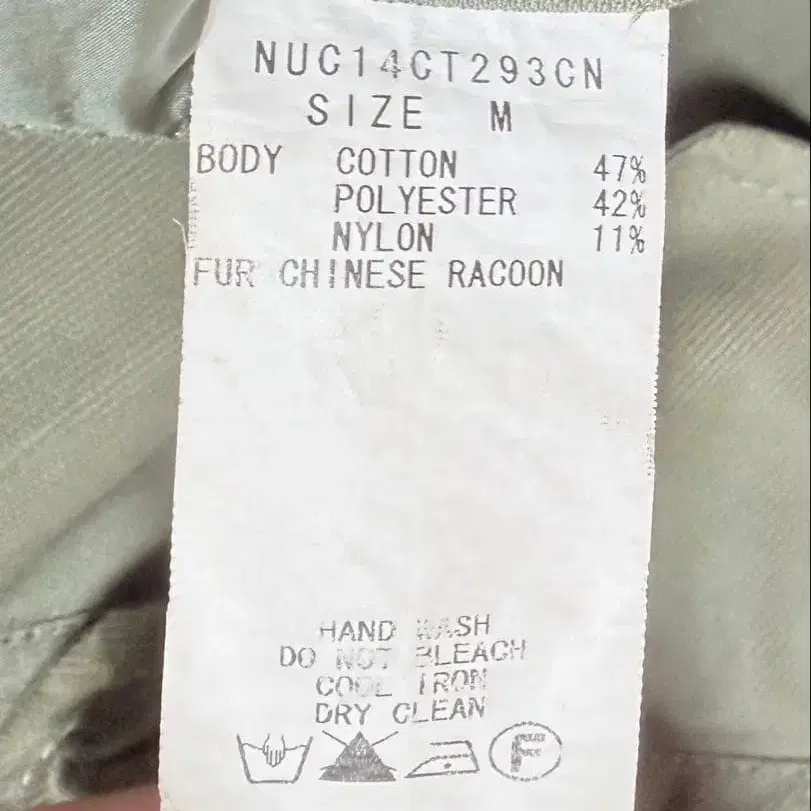 NUC14CT293CN
SIZE M
BODY COTTON 47%
POLYESTER 42%
NYLON 11%
FUR CHINESE RACOON
HAND WASH
DO NOT BLEACH
COOL IRON
DRY CLEAN
F